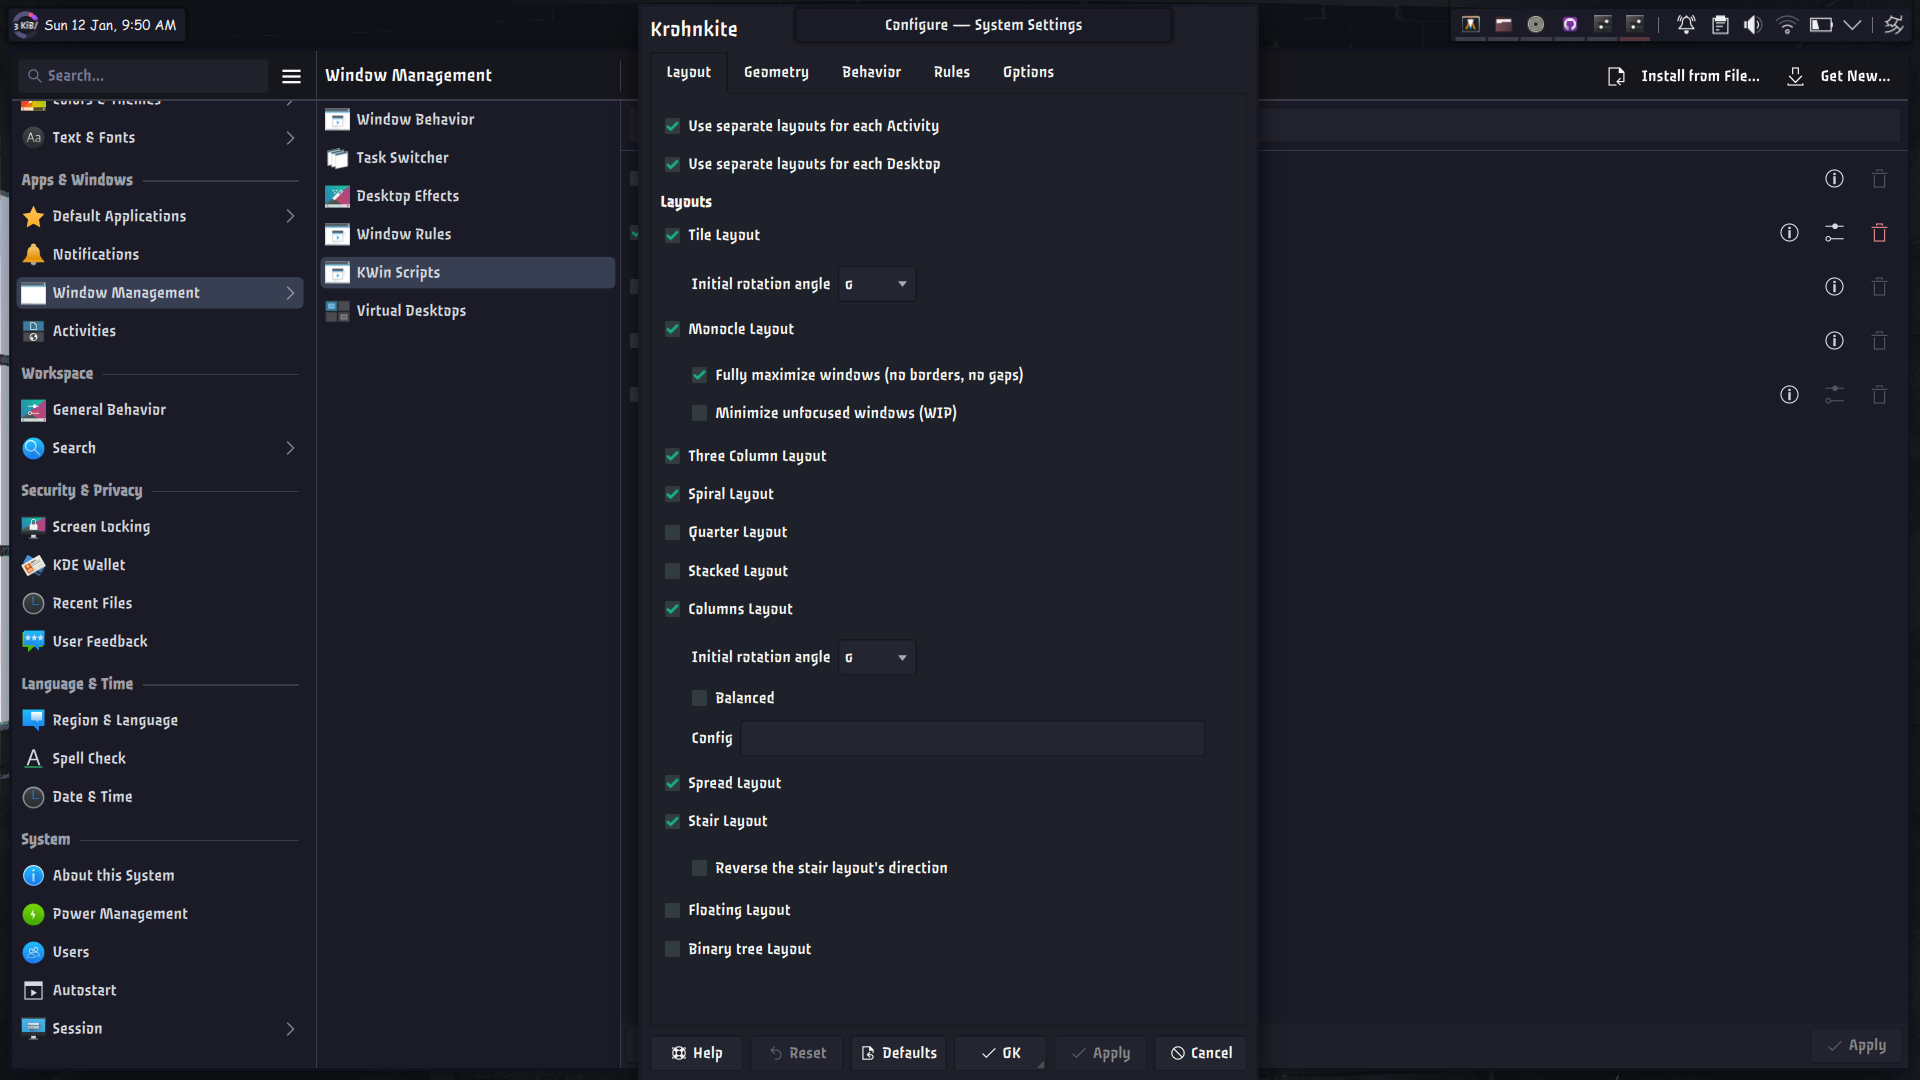 3 KiB/
Sun 12 Jan, 9:50 AM
Configure — System Settings
Search...
Colors & Themes
Text & Fonts
Apps & Windows
Default Applications
Notifications
Window Management
Activities
Workspace
General Behavior
Search
Security & Privacy
Screen Locking
KDE Wallet
Recent Files
User Feedback
Language & Time
Region & Language
Spell Check
Date & Time
System
About this System
Power Management
Users
Autostart
Session
Window Management
Window Behavior
Task Switcher
Desktop Effects
Window Rules
KWin Scripts
Virtual Desktops
Krohnkite
Layout
Geometry
Behavior
Rules
Options
Use separate layouts for each Activity
Use separate layouts for each Desktop
Layouts
Tile Layout
Initial rotation angle 0
Monocle Layout
Fully maximize windows (no borders, no gaps)
Minimize unfocused windows (WIP)
Three Column Layout
Spiral Layout
Quarter Layout
Stacked Layout
Columns Layout
Initial rotation angle 0
Balanced
Config
Spread Layout
Stair Layout
Reverse the stair layout's direction
Floating Layout
Binary tree Layout
Help
Reset
Defaults
OK
Apply
Cancel
Install from File...
Get New...
Apply